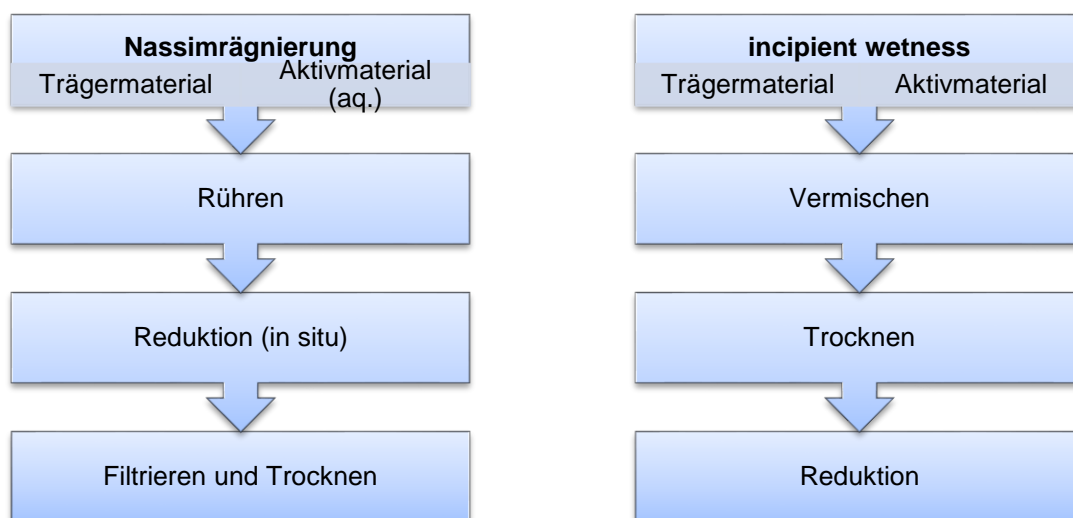 Nassimrägnierung
Trägermaterial
Aktivmaterial
(aq.)
Rühren
Reduktion (in situ)
Filtrieren und Trocknen
incipient wetness
Trägermaterial
Aktivmaterial
Vermischen
Trocknen
Reduktion